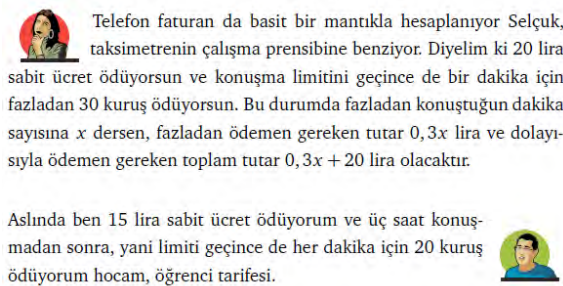 Telefon faturan da basit bir mantıkla hesaplanıyor Selçuk,
taksimetrenin çalışma prensibine benziyor. Diyelim ki 20 lira
sabit ücret ödüyorsun ve konuşma limitini geçince de bir dakika için
fazladan 30 kuruş ödüyorsun. Bu durumda fazladan konuştuğun dakika
sayısına x dersen, fazladan ödemen gereken tutar 0,3x lira ve dolayı-
sıyla ödemen gereken toplam tutar 0,3x + 20 lira olacaktır.
Aslında ben 15 lira sabit ücret ödüyorum ve üç saat konuş-
madan sonra, yani limiti geçince de her dakika için 20 kuruş
ödüyorum hocam, öğrenci tarifesi.